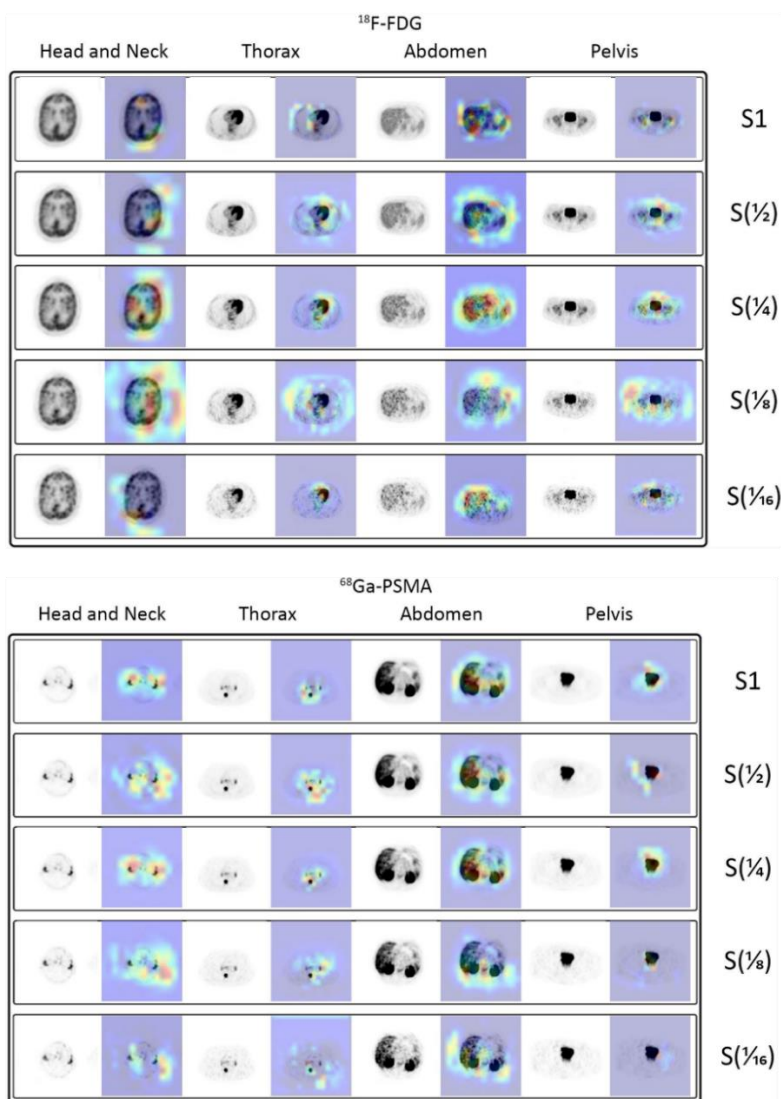 ¹⁸F-FDG
Head and Neck Thorax Abdomen Pelvis
S1
S(½)
S(¼)
S(⅛)
S(¹⁄₁₆)
⁶⁸Ga-PSMA
Head and Neck Thorax Abdomen Pelvis
S1
S(½)
S(¼)
S(⅛)
S(¹⁄₁₆)